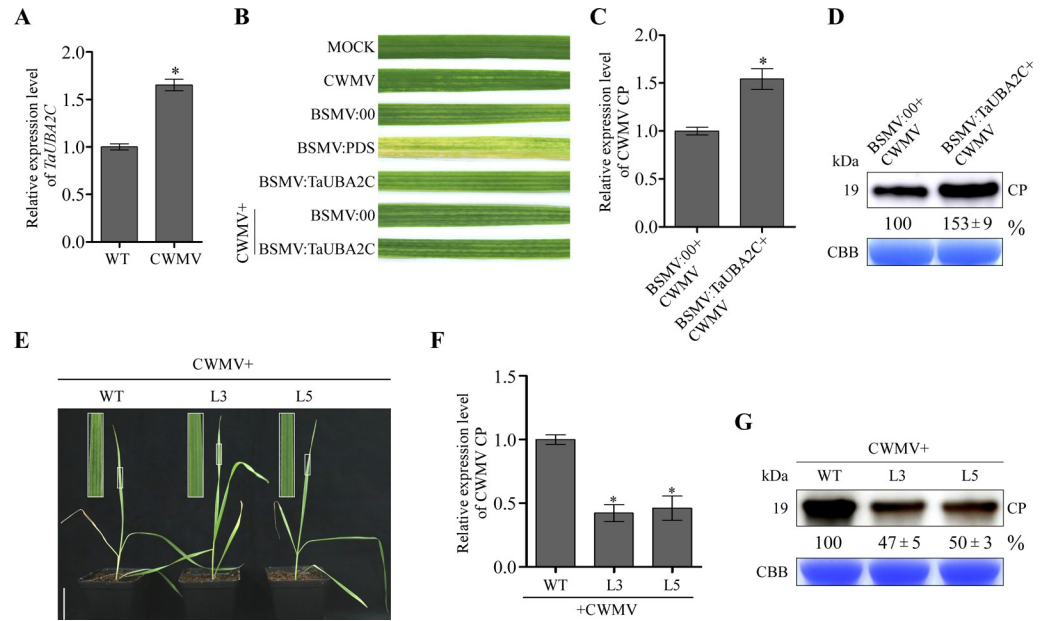 A
Relative expression level
of TaUBA2C
2.0
1.5
1.0
0.5
0.0
*
WT
CWMV
B
MOCK
CWMV
BSMV:00
BSMV:PDS
BSMV:TaUBA2C
CWMV+
BSMV:00
BSMV:TaUBA2C
C
Relative expression level
of CWMV CP
2.0
1.5
1.0
0.5
0.0
*
BSMV:00+
CWMV
BSMV:TaUBA2C+
CWMV
D
BSMV:00+
CWMV
BSMV:TaUBA2C+
CWMV
kDa
19
CP
100
153±9
%
CBB
E
CWMV+
WT
L3
L5
F
Relative expression level
of CWMV CP
1.5
1.0
0.5
0.0
*
*
WT
L3
L5
+CWMV
G
CWMV+
kDa
WT
L3
L5
19
CP
100
47 ± 5
50 ± 3
%
CBB